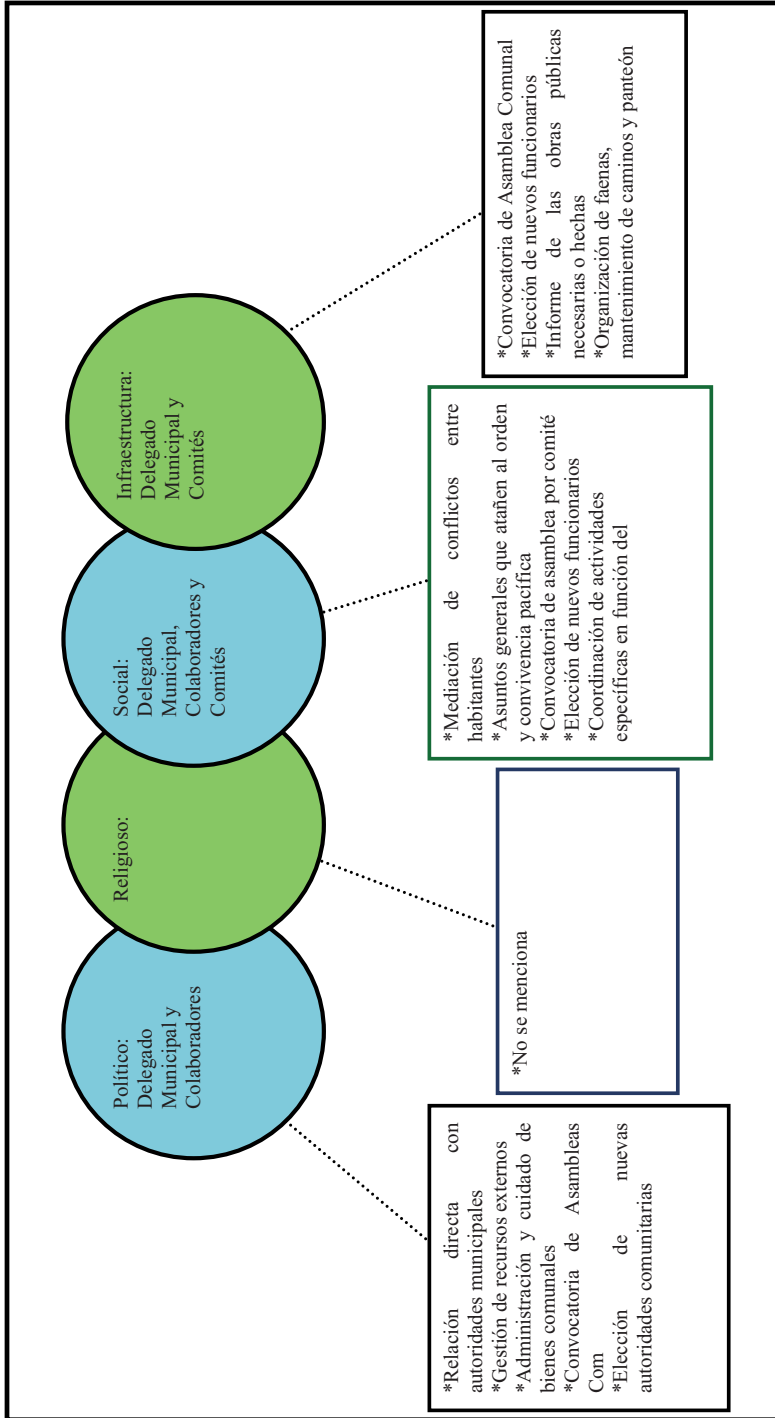 Político:
Delegado
Municipal y
Colaboradores
Religioso:
Social:
Delegado
Municipal,
Colaboradores y
Comités
Infraestructura:
Delegado
Municipal y
Comités
*Relación directa con
autoridades municipales
*Gestión de recursos externos
*Administración y cuidado de
bienes comunales
*Convocatoria de Asambleas
Com
*Elección de nuevas
autoridades comunitarias
*No se menciona
*Mediación de conflictos entre
habitantes
*Asuntos generales que atañen al orden
y convivencia pacífica
*Convocatoria de asamblea por comité
*Elección de nuevos funcionarios
*Coordinación de actividades
específicas en función del
*Convocatoria de Asamblea Comunal
*Elección de nuevos funcionarios
*Informe de las obras públicas
necesarias o hechas
*Organización de faenas,
mantenimiento de caminos y panteón